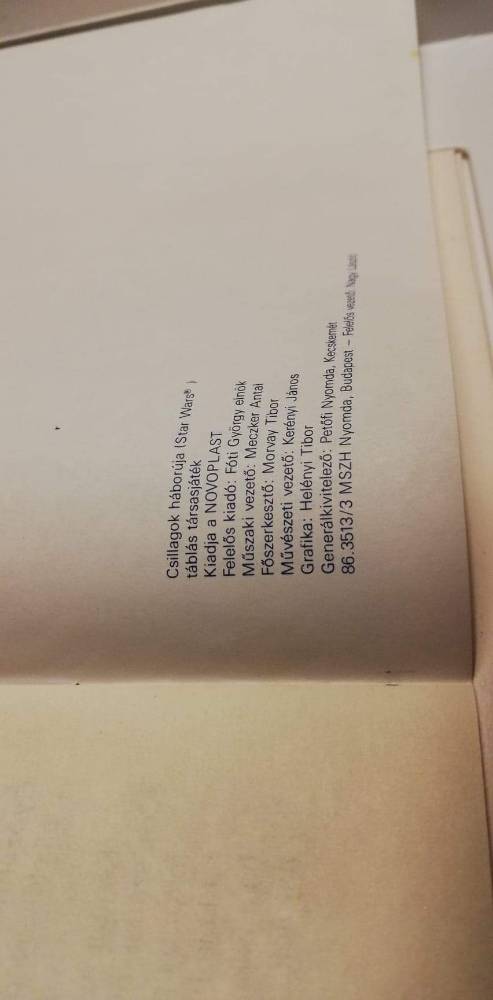 Csillagok háborúja (Star Wars® )
táblás társasjáték
Kiadja a NOVOPLAST
Felelős kiadó: Fóti György elnök
Műszaki vezető: Meczker Antal
Főszerkesztő: Morvay Tibor
Művészeti vezető: Kerényi János
Grafika: Helényi Tibor
Generálkivitelező: Petőfi Nyomda, Kecskemét
86.3513/3 MSZH Nyomda, Budapest – Felelős vezető: Nagy László